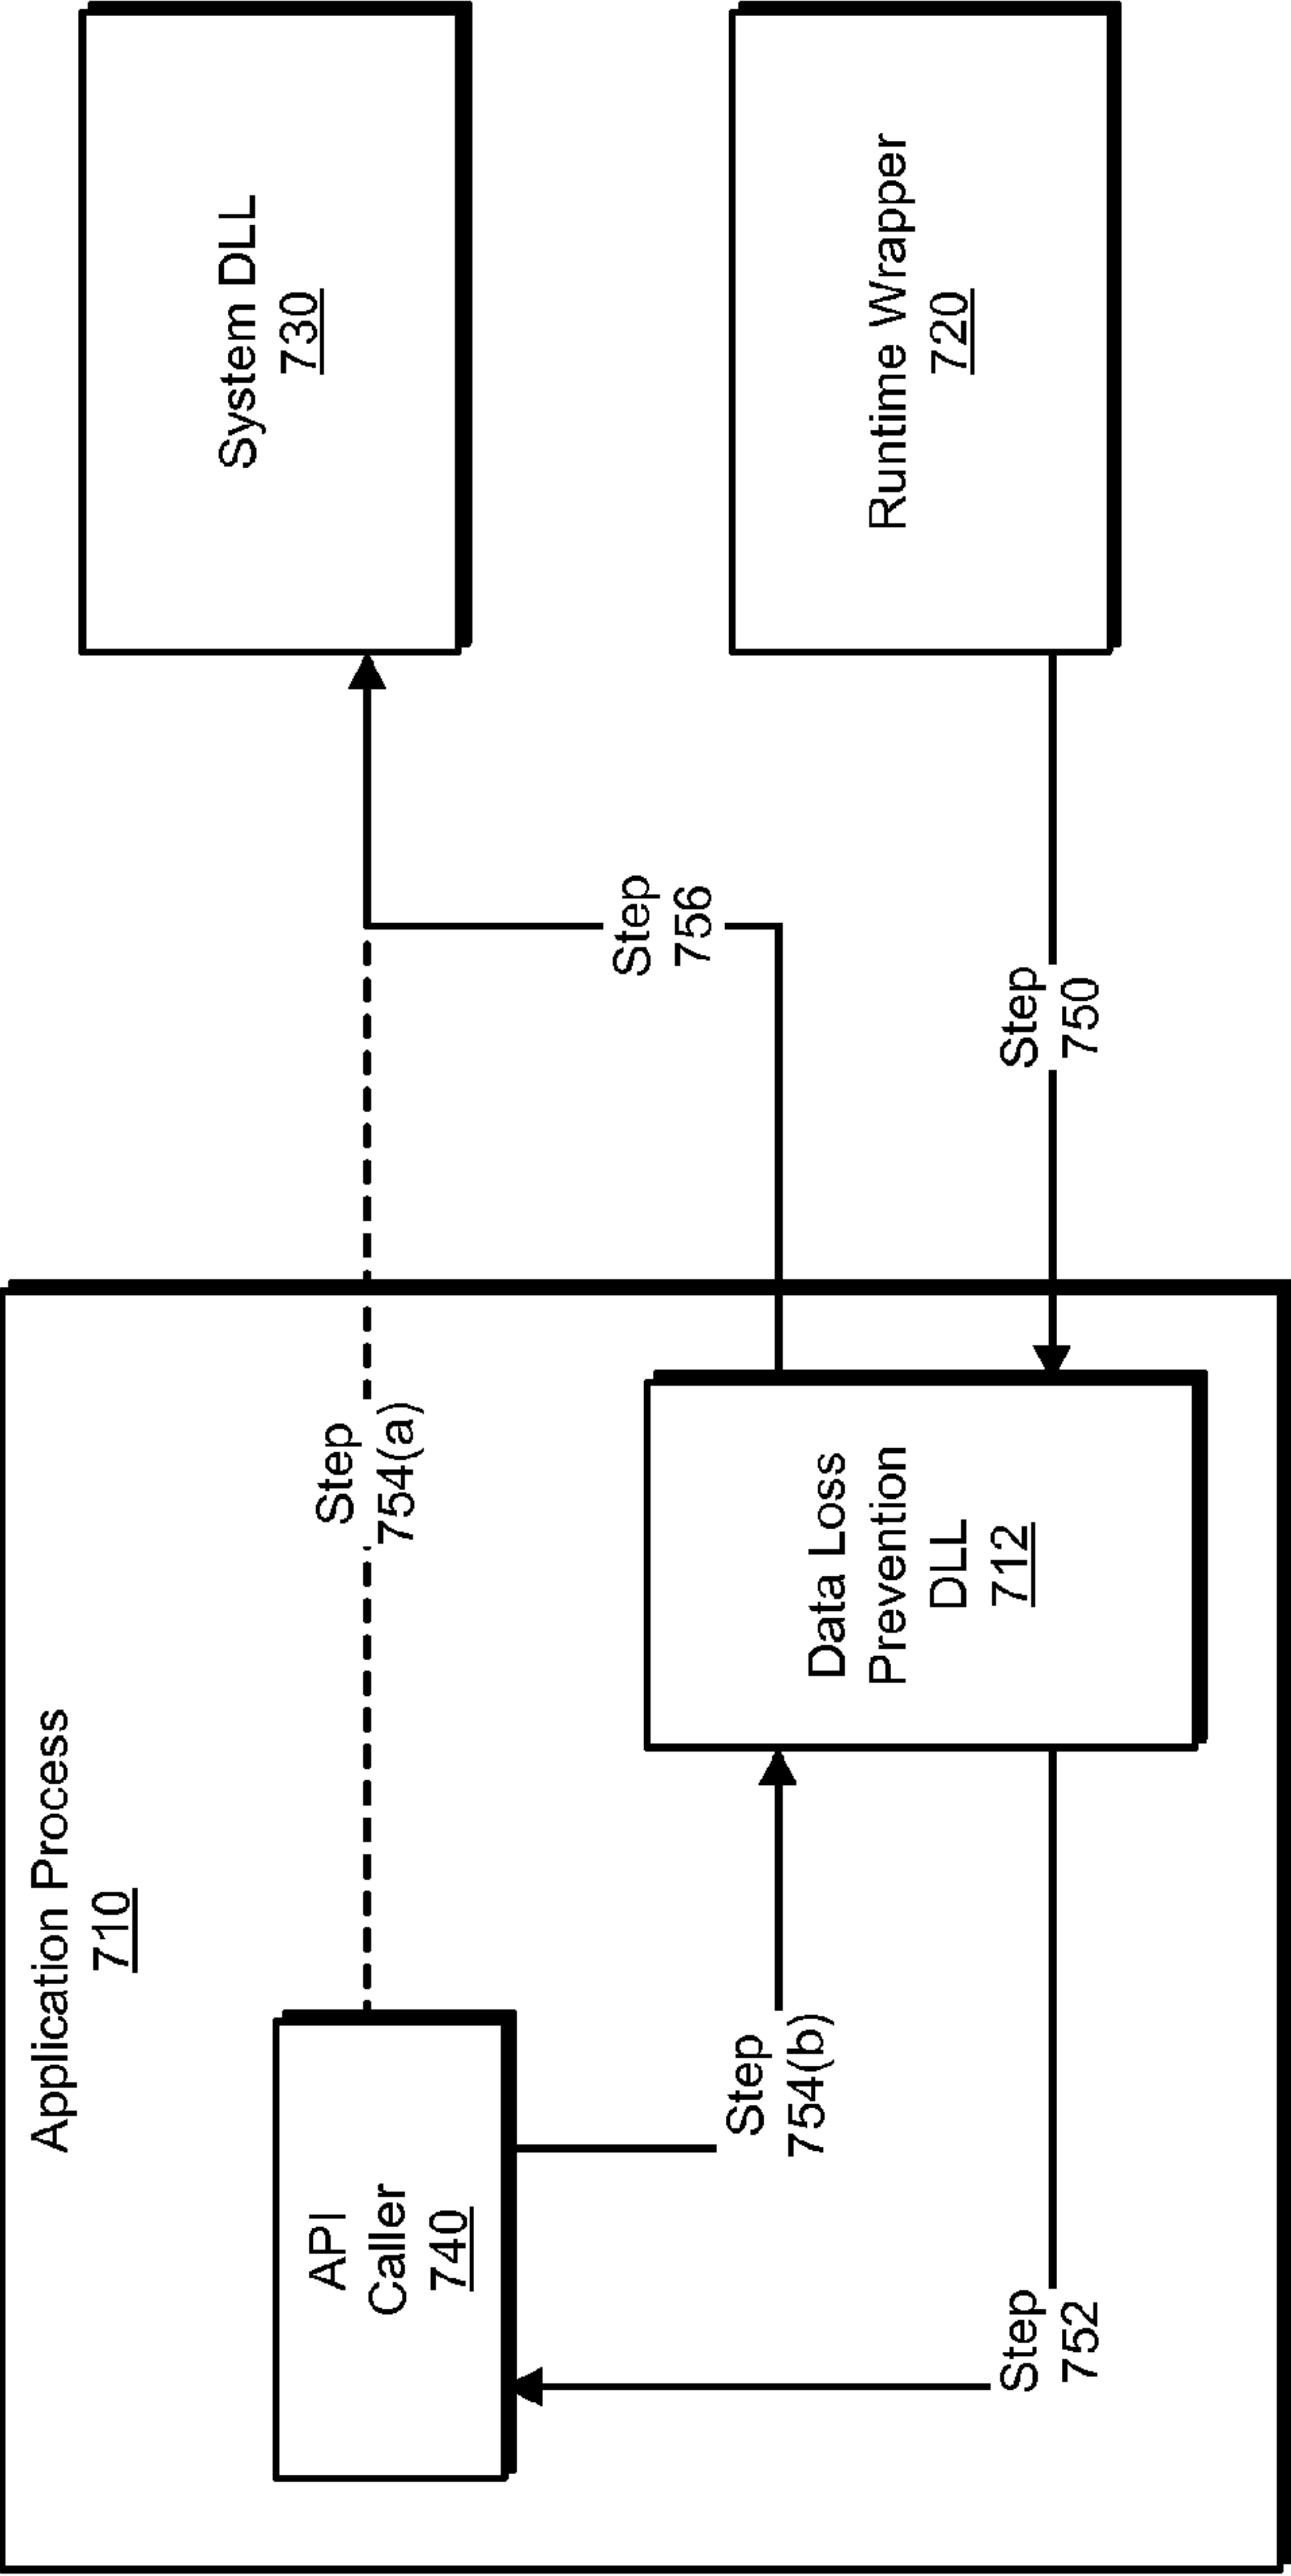 Application Process
710
API
Caller
740
Step
754(a)
System DLL
730
Step
754(b)
Data Loss
Prevention
DLL
712
Step
756
Step
752
Step
750
Runtime Wrapper
720